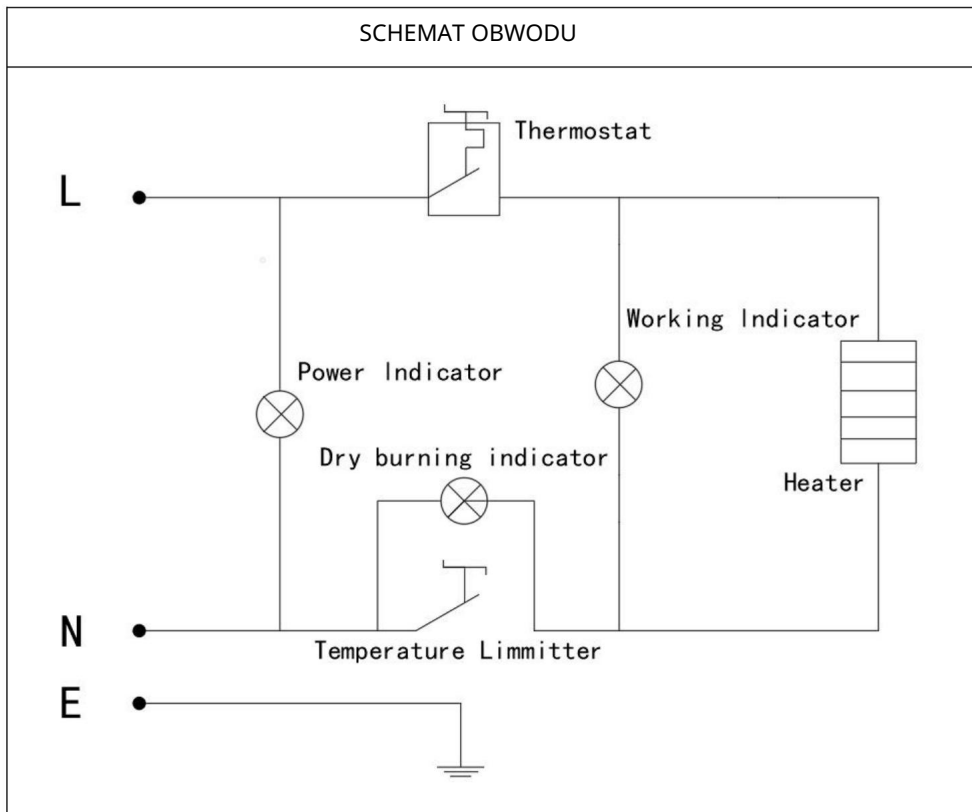 SCHEMAT OBWODU
Thermostat
L
Working Indicator
Power Indicator
Dry burning indicator
Heater
N
Temperature Limmitter
E